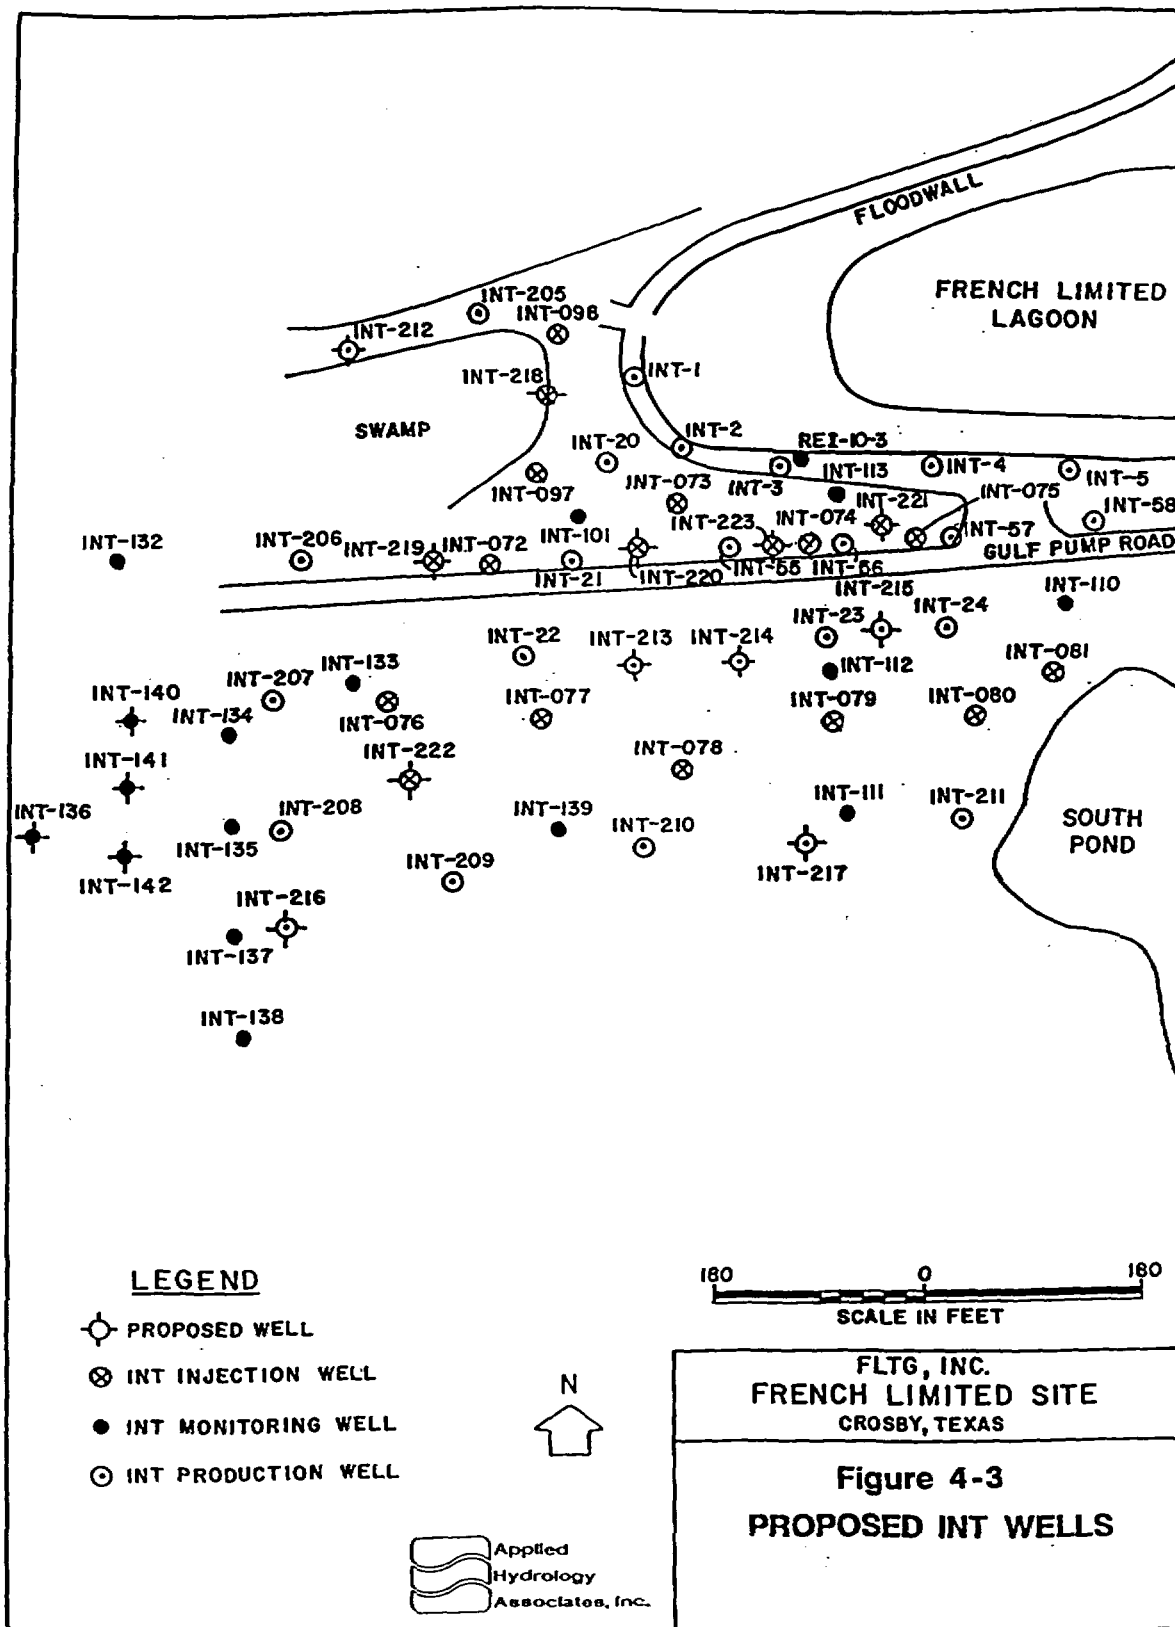 FLOODWALL
FRENCH LIMITED
LAGOON
INT-205
INT-098
INT-212
INT-218
INT-1
SWAMP
INT-2
INT-20
REI-10-3
INT-4
INT-5
INT-3
INT-113
INT-097
INT-073
INT-221
INT-075
INT-58
INT-132
INT-206
INT-219
INT-072
INT-101
INT-223
INT-074
INT-57
GULF PUMP ROAD
INT-21
INT-220
INT-55
INT-56
INT-215
INT-110
INT-22
INT-213
INT-214
INT-23
INT-24
INT-133
INT-112
INT-081
INT-140
INT-207
INT-134
INT-076
INT-077
INT-079
INT-080
INT-222
INT-078
INT-141
INT-136
INT-208
INT-139
INT-210
INT-111
INT-211
SOUTH
POND
INT-135
INT-142
INT-209
INT-217
INT-216
INT-137
INT-138
LEGEND
PROPOSED WELL
INT INJECTION WELL
INT MONITORING WELL
INT PRODUCTION WELL
N
180 0 180
SCALE IN FEET
FLTG, INC.
FRENCH LIMITED SITE
CROSBY, TEXAS
Figure 4-3
PROPOSED INT WELLS
Applied
Hydrology
Associates, Inc.